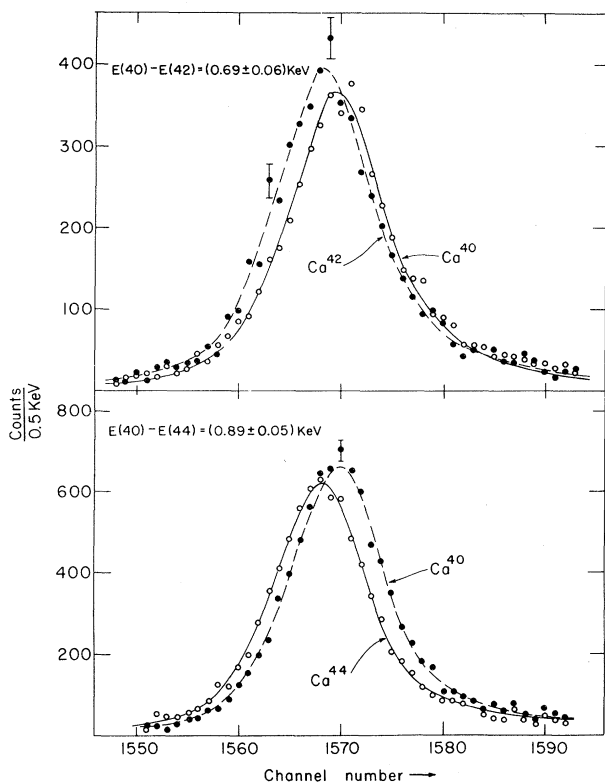 E(40)-E(42)=(0.69±0.06)KeV
400
300
200
100
Ca⁴²
Ca⁴⁰
Counts
0.5 KeV
E(40)-E(44)=(0.89±0.05) KeV
800
600
400
200
Ca⁴⁰
Ca⁴⁴
1550
1560
1570
1580
1590
Channel number →